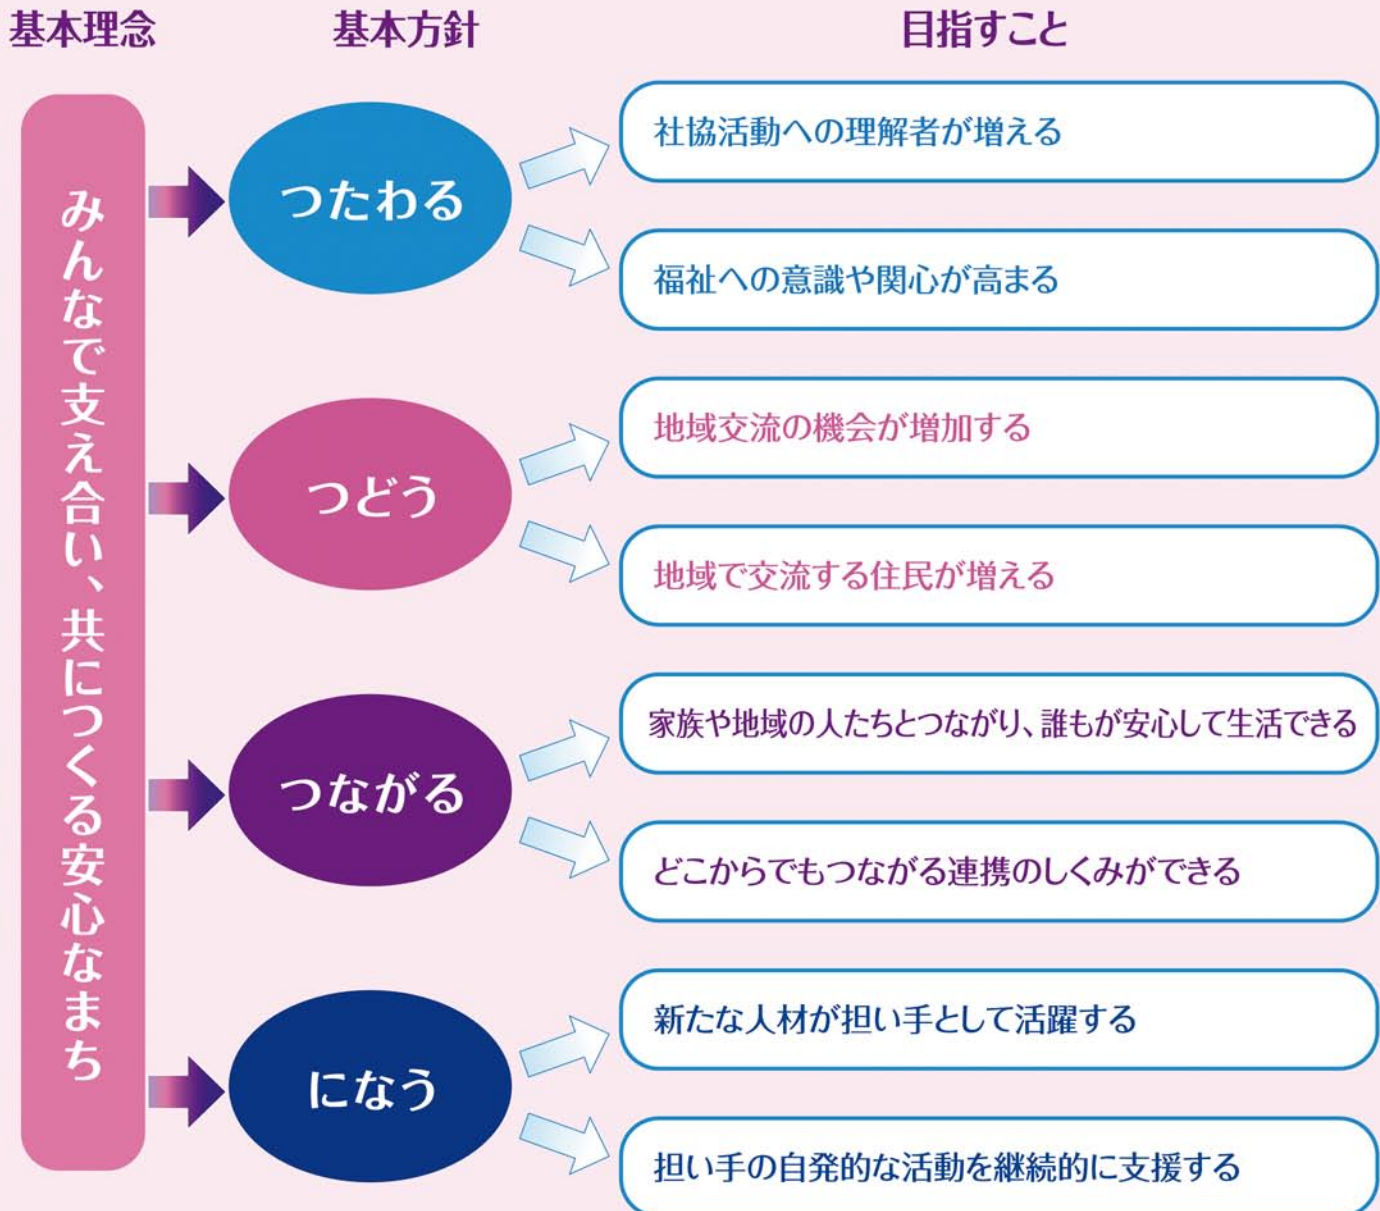 基本理念
基本方針
目指すこと
みんなで支え合い、共につくる安心なまち
つたわる
社協活動への理解者が増える
福祉への意識や関心が高まる
つどう
地域交流の機会が増加する
地域で交流する住民が増える
つながる
家族や地域の人たちとつながり、誰もが安心して生活できる
どこからでもつながる連携のしくみができる
になう
新たな人材が担い手として活躍する
担い手の自発的な活動を継続的に支援する